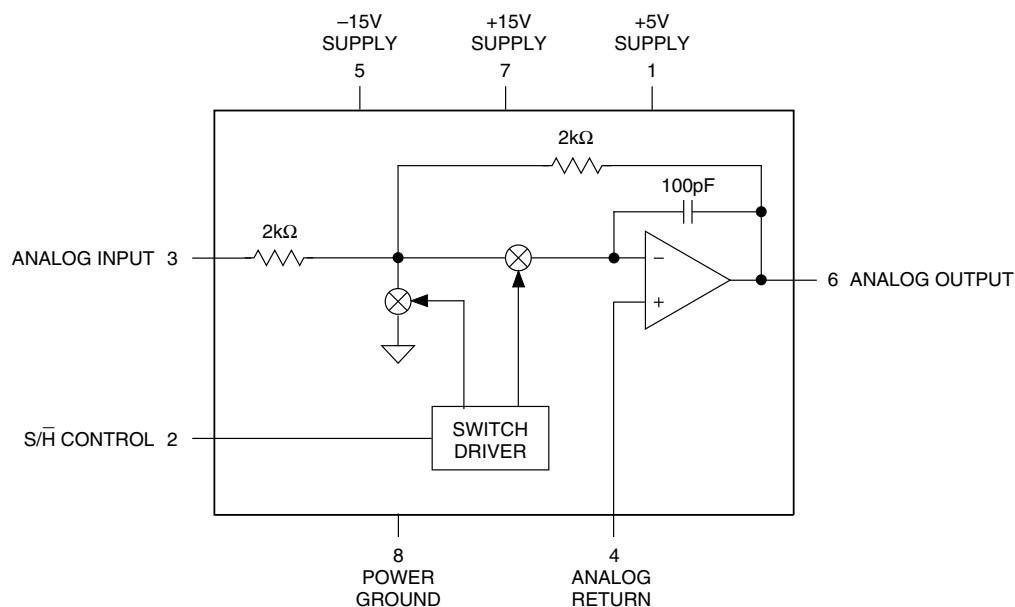 –15V
SUPPLY
5
+15V
SUPPLY
7
+5V
SUPPLY
1
2kΩ
100pF
2kΩ
ANALOG INPUT 3
–
+
6 ANALOG OUTPUT
S/H̅ CONTROL 2
SWITCH
DRIVER
8
POWER
GROUND
4
ANALOG
RETURN